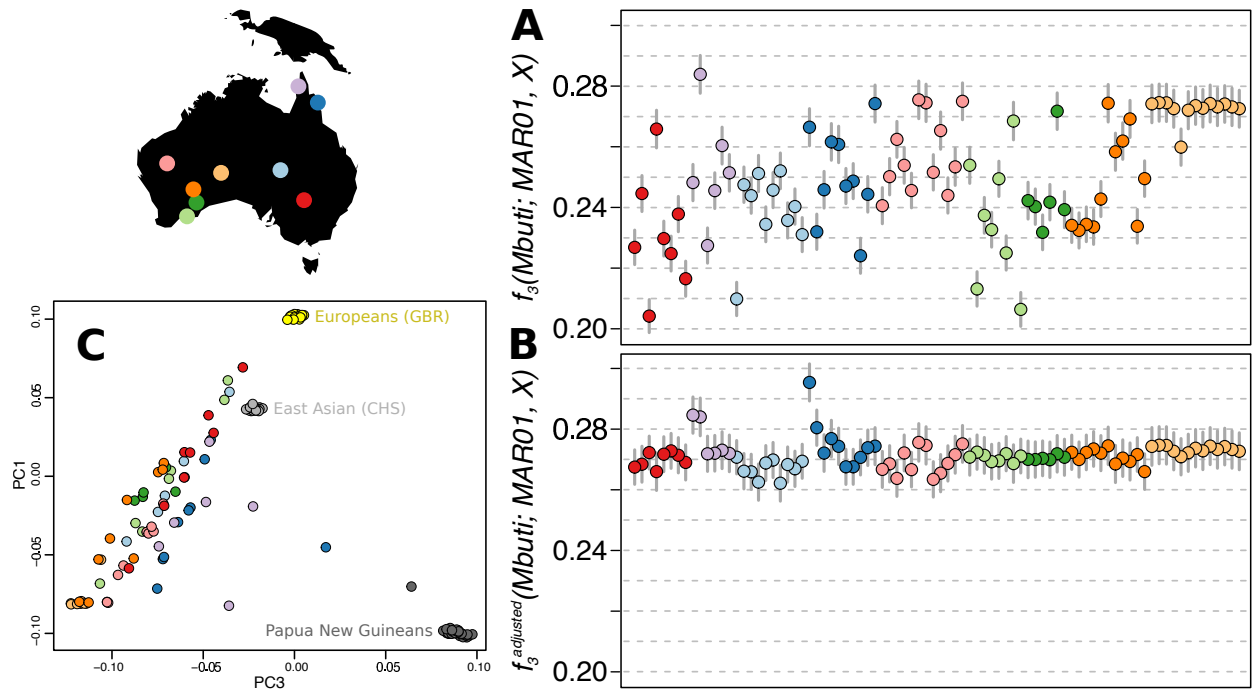 A
f3(Mbuti; MAR01, X)
0.28
0.24
0.20
C
Europeans (GBR)
East Asian (CHS)
Papua New Guineans
PC1
0.10
0.05
0.00
−0.05
−0.10
−0.10
−0.05
0.00
0.05
0.10
PC3
B
f3 adjusted(Mbuti; MAR01, X)
0.28
0.24
0.20